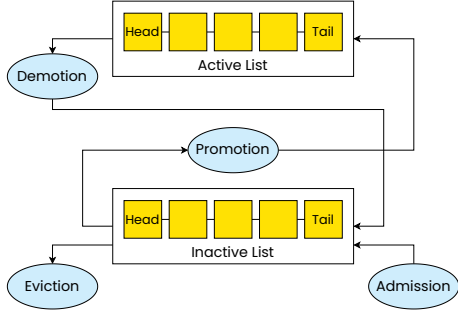 Head Tail
Active List
Demotion
Promotion
Head Tail
Inactive List
Eviction
Admission